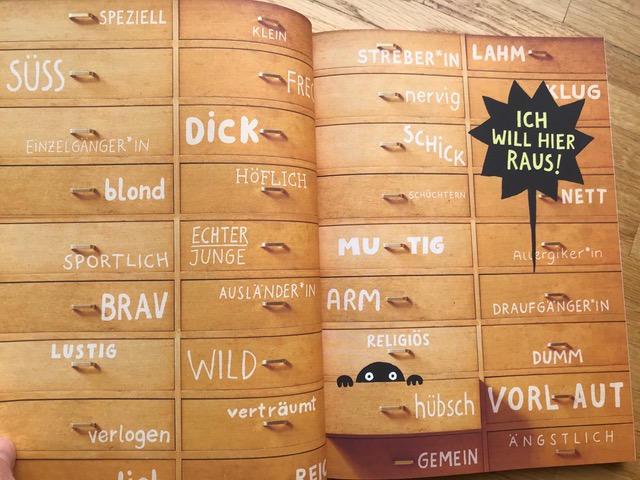 SPEZIELL
KLEIN
SÜSS
EINZELGÄNGER*IN
DiCK
blond
HÖFLICH
SPORTLICH
ECHTER
JUNGE
BRAV
AUSLÄNDER*IN
LUSTIG
WILD
verlogen
verträumt
STREBER*IN
LAHM
nervig
KLUG
SCHICK
ICH
WILL HIER
RAUS!
SCHÜCHTERN
NETT
MUTIG
Allergiker*in
ARM
DRAUFGÄNGER*IN
RELIGIÖS
DUMM
hübsch
VORLAUT
GEMEIN
ÄNGSTLICH